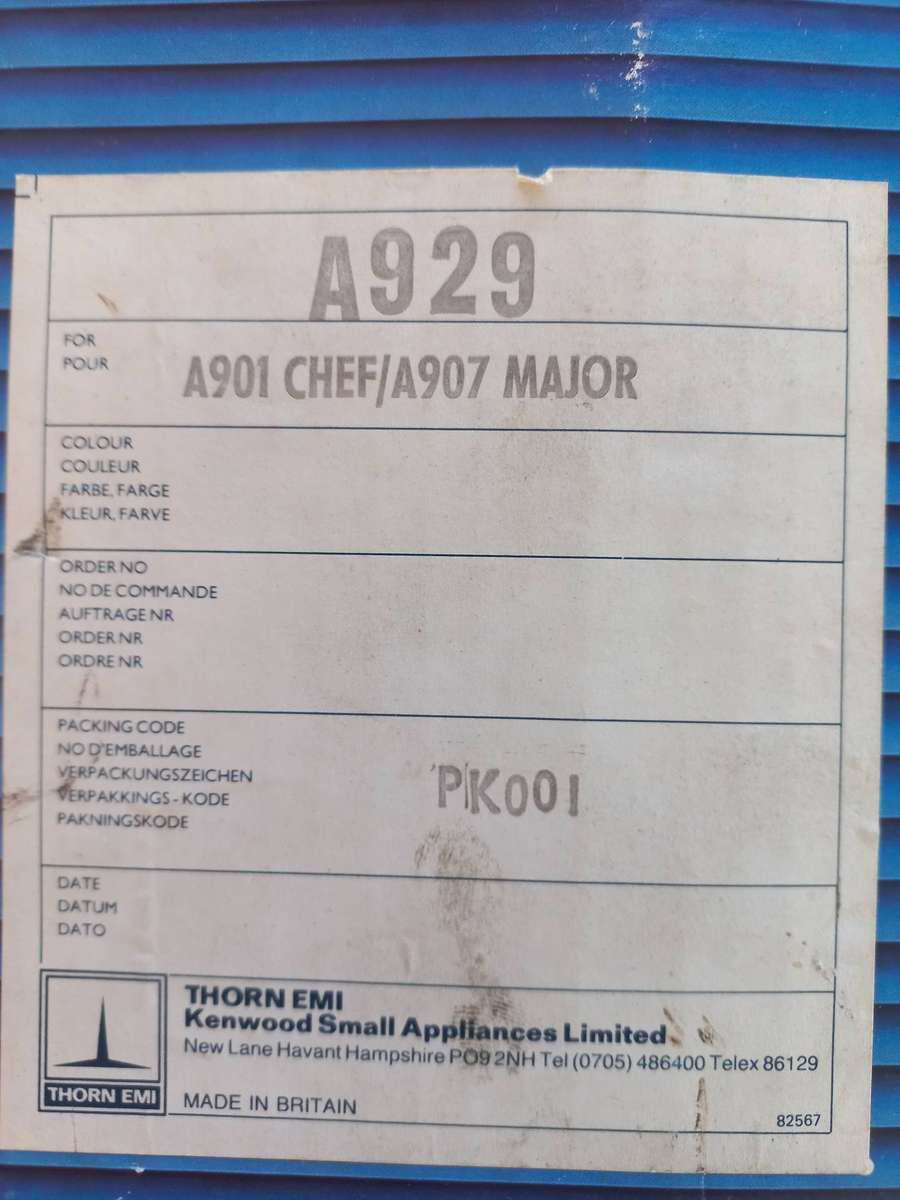 A929
FOR
POUR
A901 CHEF/A907 MAJOR
COLOUR
COULEUR
FARBE, FARGE
KLEUR, FARVE
ORDER NO
NO DE COMMANDE
AUFTRAGE NR
ORDER NR
ORDRE NR
PACKING CODE
NO D'EMBALLAGE
VERPACKUNGSZEICHEN
VERPAKKINGS - KODE
PAKNINGSKODE
PK001
DATE
DATUM
DATO
THORN EMI
THORN EMI
Kenwood Small Appliances Limited
New Lane Havant Hampshire PO9 2NH Tel (0705) 486400 Telex 86129
MADE IN BRITAIN
82567